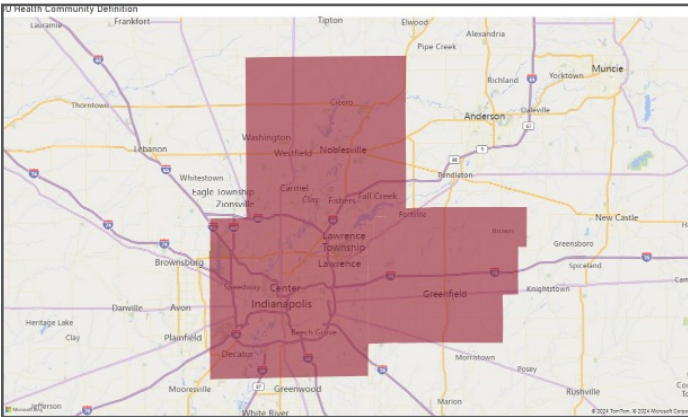 IU Health Community Definition
Lauramie
Frankfort
Tipton
Elwood
Alexandria
Pipe Creek
Muncie
Richland
Yorktown
Thorntown
Cicero
Daleville
Anderson
Washington
Lebanon
Westfield
Noblesville
Whitestown
Pendleton
Carmel
Eagle Township
Clay
Fishers
Fall Creek
Zionsville
Fortville
New Castle
Brown
Lawrence
Township
Greensboro
Brownsburg
Lawrence
Spiceland
Speedway
Center
Knightstown
Greenfield
Indianapolis
Danville
Avon
Heritage Lake
Beech Grove
Clay
Plainfield
Decatur
Morristown
Posey
Mooresville
Greenwood
Rushville
Marion
Jefferson
White River
© 2024 TomTom, © 2024 Microsoft Corpor